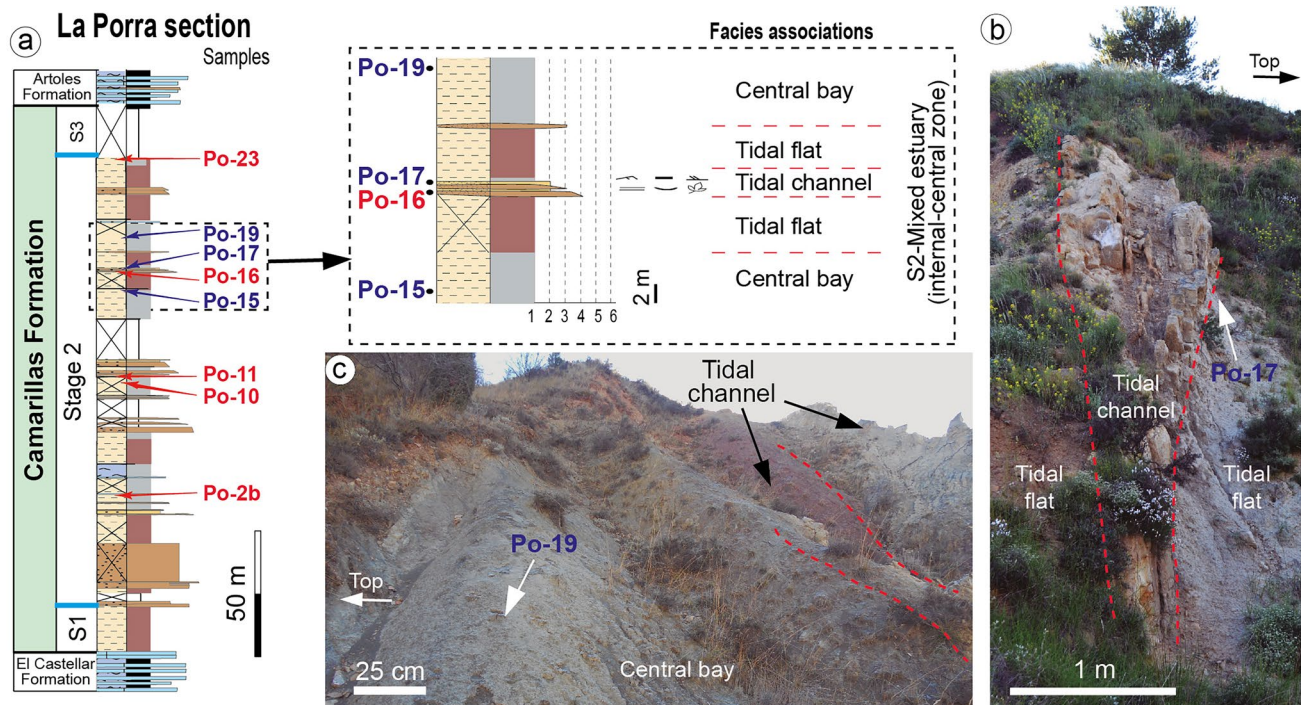 a
La Porra section
Samples
Artoles
Formation
Camarillas Formation
S3
Stage 2
S1
El Castellar
Formation
Po-23
Po-19
Po-17
Po-16
Po-15
Po-11
Po-10
Po-2b
50 m
Facies associations
Po-19
Po-17
Po-16
Po-15
1 2 3 4 5 6
2 m
Central bay
Tidal flat
Tidal channel
Tidal flat
Central bay
S2-Mixed estuary
(internal-central zone)
b
Top
Po-17
Tidal
channel
Tidal
flat
Tidal
flat
1 m
c
Tidal
channel
Po-19
Top
Central bay
25 cm